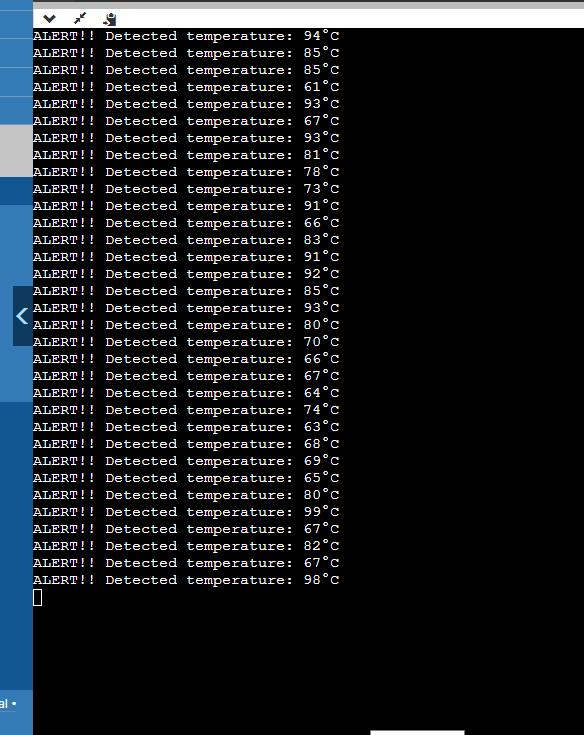 ALERT!! Detected temperature: 94°C
ALERT!! Detected temperature: 85°C
ALERT!! Detected temperature: 85°C
ALERT!! Detected temperature: 61°C
ALERT!! Detected temperature: 93°C
ALERT!! Detected temperature: 67°C
ALERT!! Detected temperature: 93°C
ALERT!! Detected temperature: 81°C
ALERT!! Detected temperature: 78°C
ALERT!! Detected temperature: 73°C
ALERT!! Detected temperature: 91°C
ALERT!! Detected temperature: 66°C
ALERT!! Detected temperature: 83°C
ALERT!! Detected temperature: 91°C
ALERT!! Detected temperature: 92°C
ALERT!! Detected temperature: 85°C
ALERT!! Detected temperature: 93°C
ALERT!! Detected temperature: 80°C
ALERT!! Detected temperature: 70°C
ALERT!! Detected temperature: 66°C
ALERT!! Detected temperature: 67°C
ALERT!! Detected temperature: 64°C
ALERT!! Detected temperature: 74°C
ALERT!! Detected temperature: 63°C
ALERT!! Detected temperature: 68°C
ALERT!! Detected temperature: 69°C
ALERT!! Detected temperature: 65°C
ALERT!! Detected temperature: 80°C
ALERT!! Detected temperature: 99°C
ALERT!! Detected temperature: 67°C
ALERT!! Detected temperature: 82°C
ALERT!! Detected temperature: 67°C
ALERT!! Detected temperature: 98°C
al •